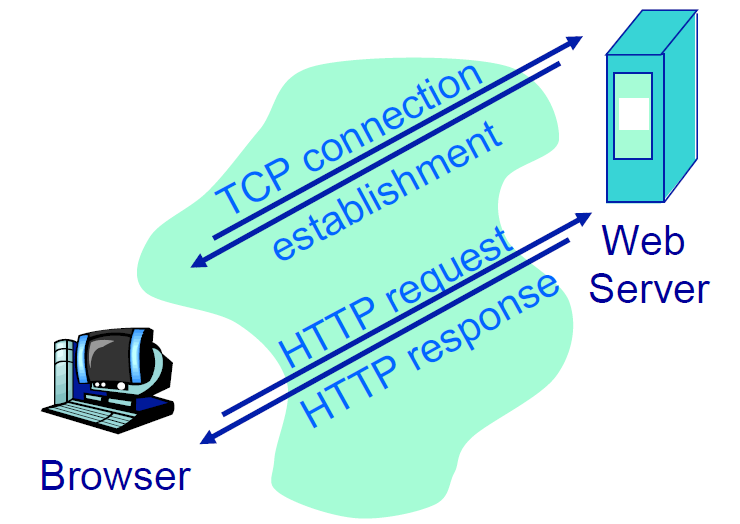 TCP connection
establishment
HTTP request
HTTP response
Web
Server
Browser